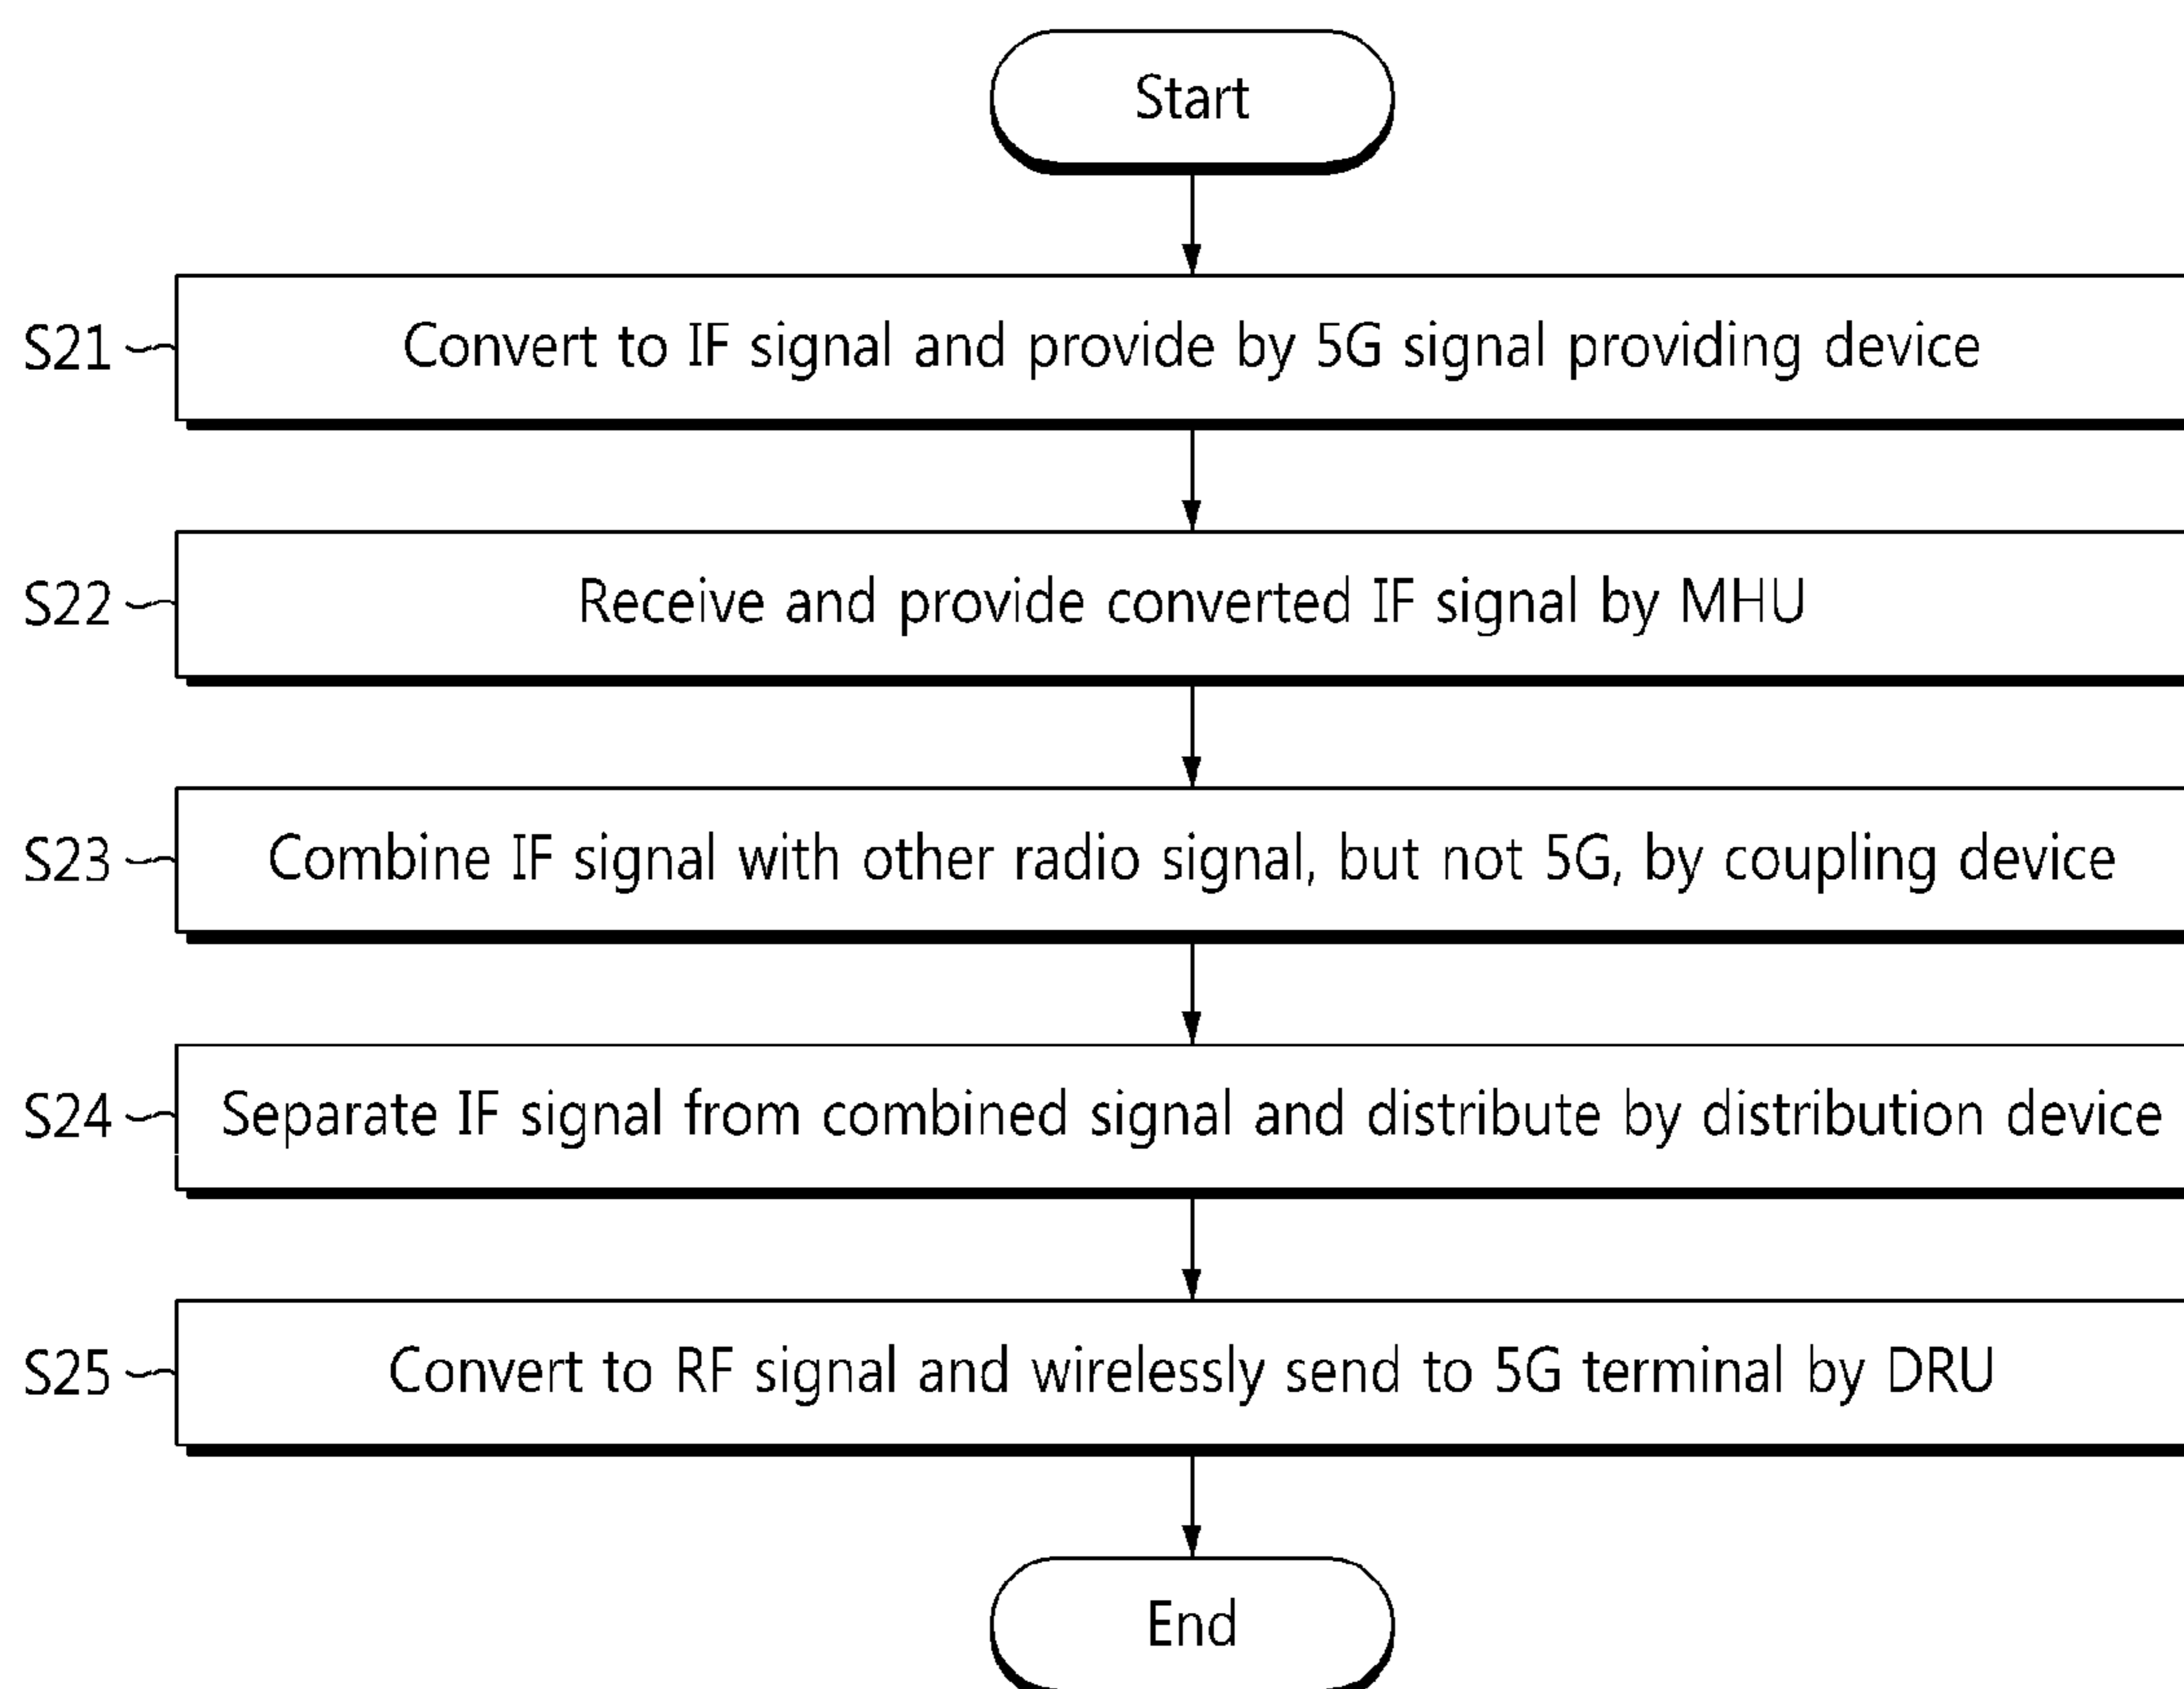 Start
S21 Convert to IF signal and provide by 5G signal providing device
S22 Receive and provide converted IF signal by MHU
S23 Combine IF signal with other radio signal, but not 5G, by coupling device
S24 Separate IF signal from combined signal and distribute by distribution device
S25 Convert to RF signal and wirelessly send to 5G terminal by DRU
End